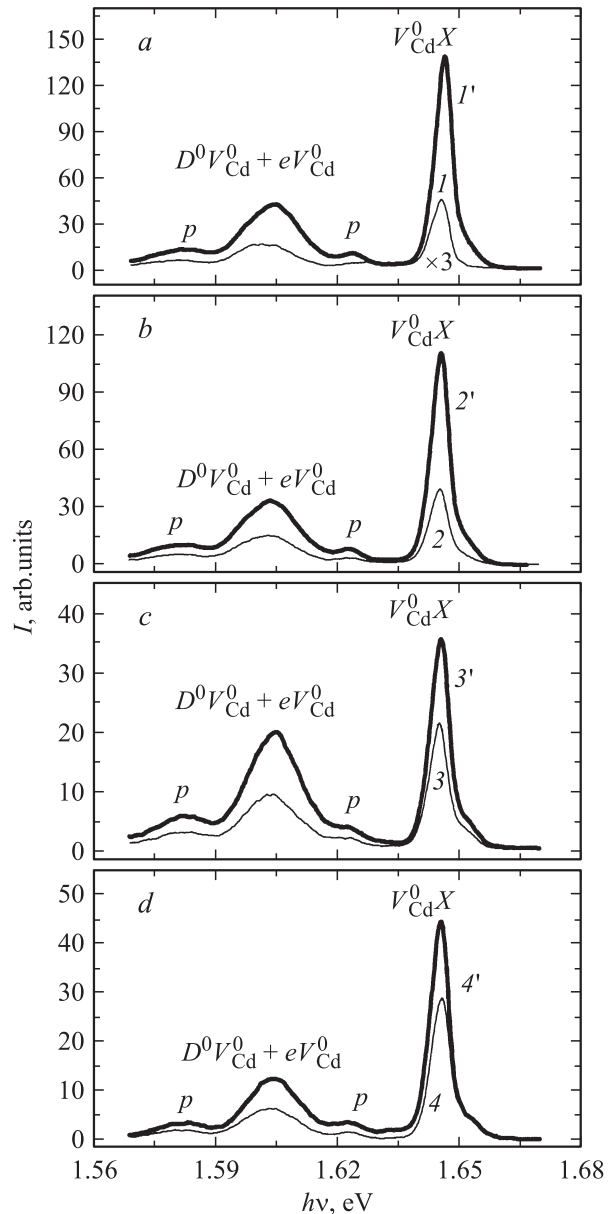 a
V⁰CdX
150
120
90
60
30
0
D⁰V⁰Cd + eV⁰Cd
p
p
1'
1
×3
b
V⁰CdX
120
90
60
30
0
D⁰V⁰Cd + eV⁰Cd
p
p
2'
2
I, arb.units
c
V⁰CdX
40
30
20
10
0
D⁰V⁰Cd + eV⁰Cd
p
p
3'
3
d
V⁰CdX
50
40
30
20
10
0
D⁰V⁰Cd + eV⁰Cd
p
p
4'
4
1.56 1.59 1.62 1.65 1.68
hν, eV